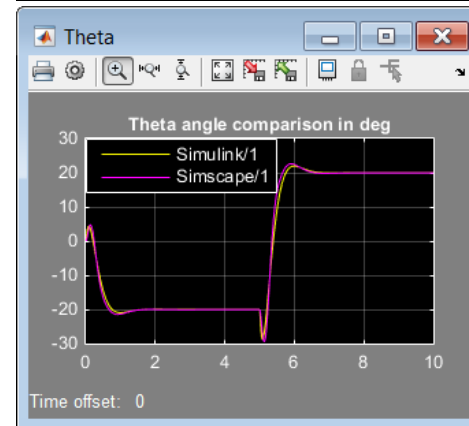 Theta
Theta angle comparison in deg
Simulink/1
Simscape/1
30
20
10
0
-10
-20
-30
0 2 4 6 8 10
Time offset: 0